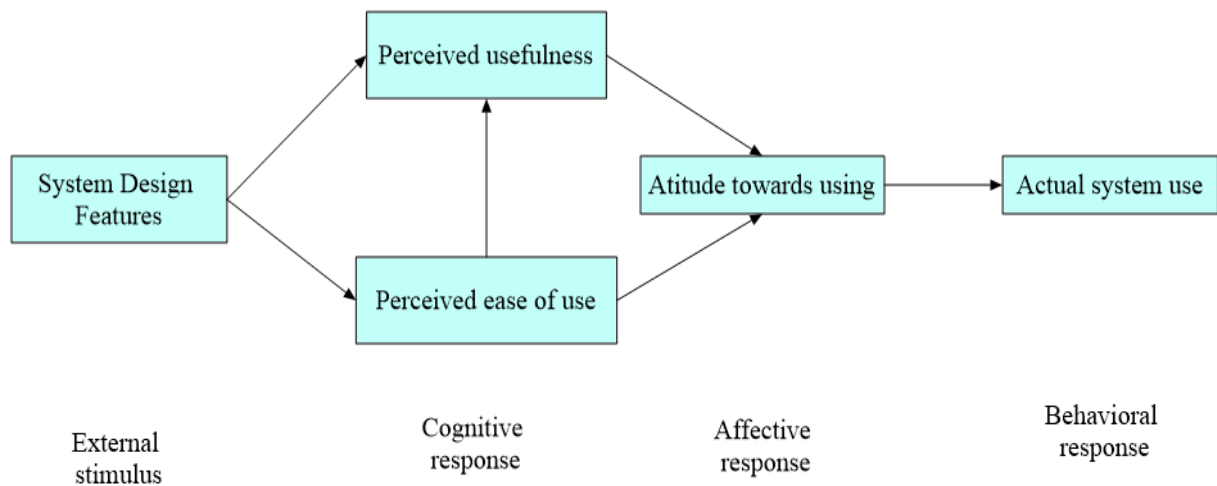 Perceived usefulness
System Design
Features
Atitude towards using
Actual system use
Perceived ease of use
External
stimulus
Cognitive
response
Affective
response
Behavioral
response